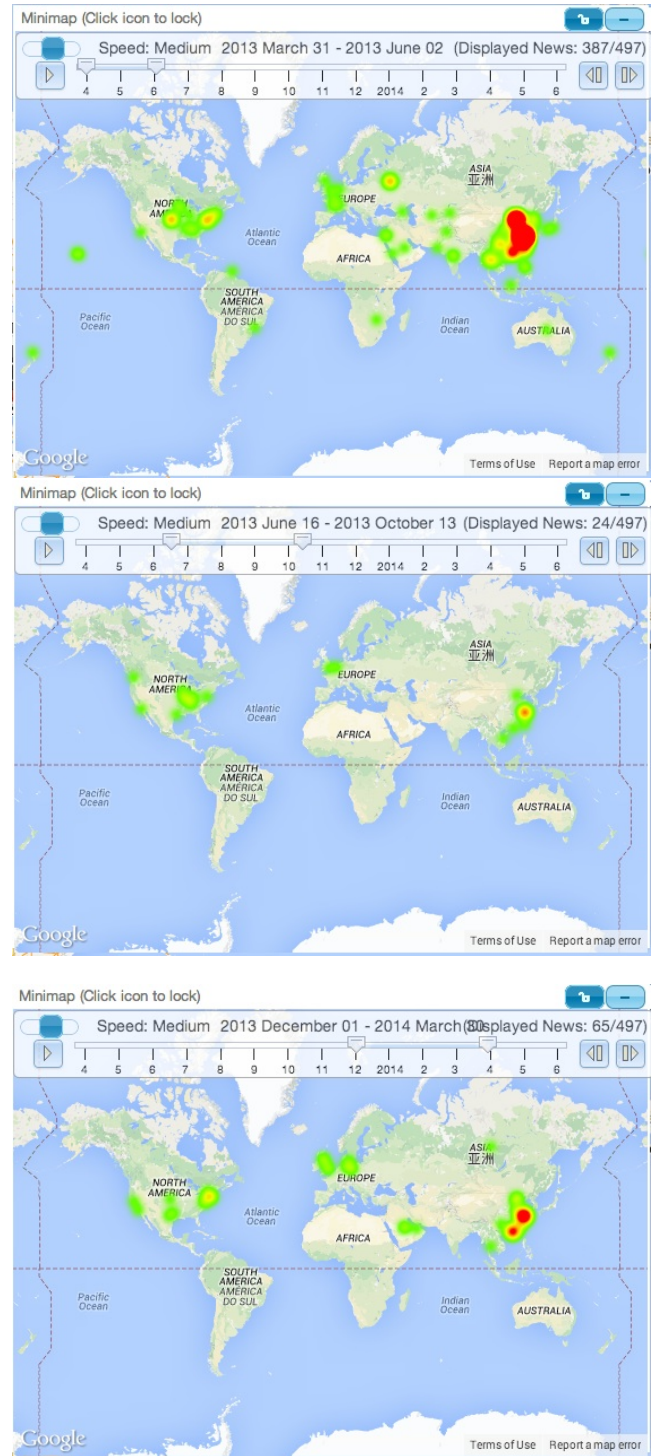 Minimap (Click icon to lock)
Speed: Medium 2013 March 31 - 2013 June 02 (Displayed News: 387/497)
4 5 6 7 8 9 10 11 12 2014 2 3 4 5 6
NORTH AMERICA
Atlantic Ocean
EUROPE
ASIA
亚洲
AFRICA
SOUTH AMERICA
AMÉRICA DO SUL
Pacific Ocean
Indian Ocean
AUSTRALIA
Google
Terms of Use Report a map error
Minimap (Click icon to lock)
Speed: Medium 2013 June 16 - 2013 October 13 (Displayed News: 24/497)
4 5 6 7 8 9 10 11 12 2014 2 3 4 5 6
NORTH AMERICA
Atlantic Ocean
EUROPE
ASIA
亚洲
AFRICA
SOUTH AMERICA
AMÉRICA DO SUL
Pacific Ocean
Indian Ocean
AUSTRALIA
Google
Terms of Use Report a map error
Minimap (Click icon to lock)
Speed: Medium 2013 December 01 - 2014 March 30 (Displayed News: 65/497)
4 5 6 7 8 9 10 11 12 2014 2 3 4 5 6
NORTH AMERICA
Atlantic Ocean
EUROPE
ASIA
亚洲
AFRICA
SOUTH AMERICA
AMÉRICA DO SUL
Pacific Ocean
Indian Ocean
AUSTRALIA
Google
Terms of Use Report a map error